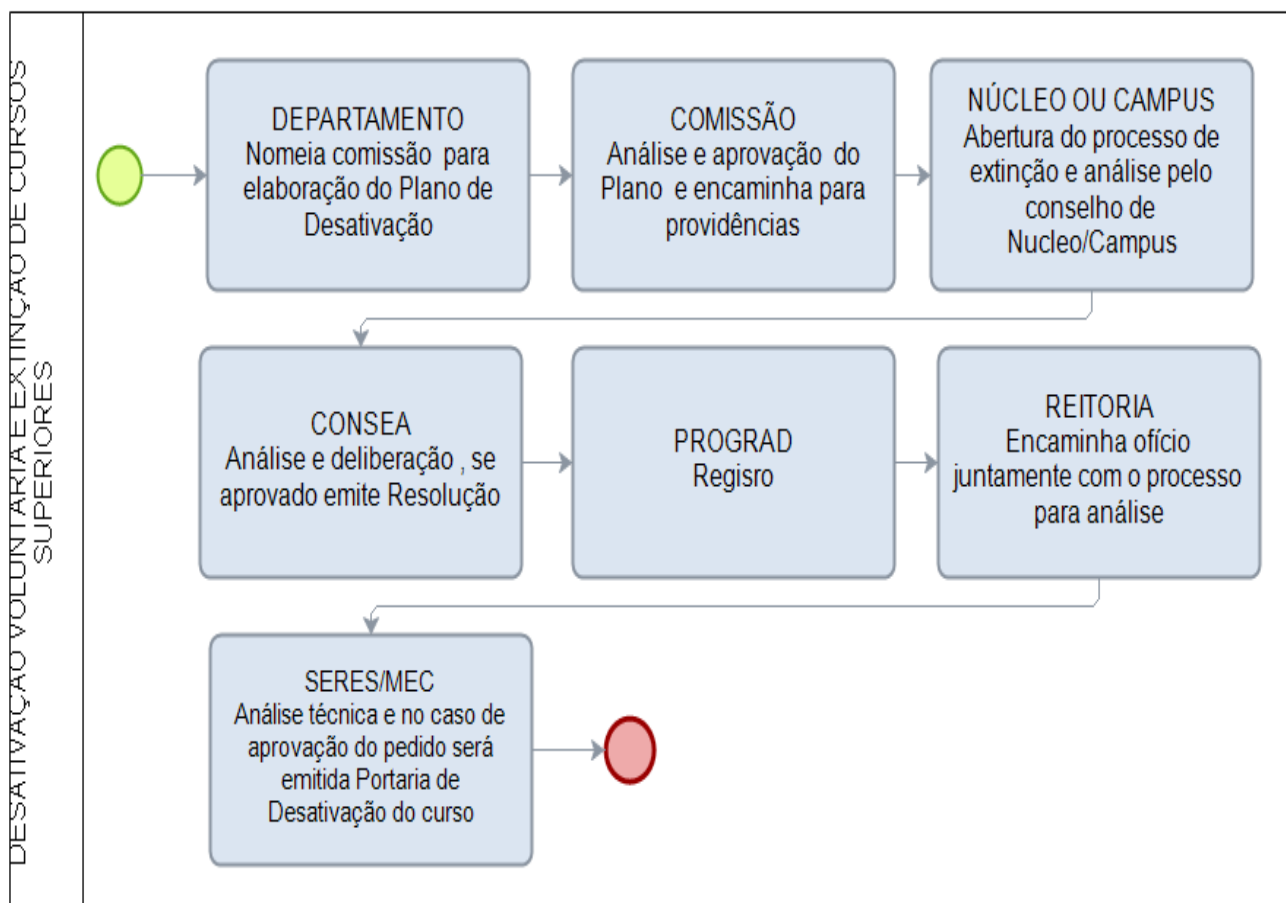 DESATIVAÇÃO VOLUNTARIA E EXTINÇAO DE CURSOS
SUPERIORES
DEPARTAMENTO
Nomeia comissão para
elaboração do Plano de
Desativação
COMISSÃO
Análise e aprovação do
Plano e encaminha para
providências
NÚCLEO OU CAMPUS
Abertura do processo de
extinção e análise pelo
conselho de
Nucleo/Campus
CONSEA
Análise e deliberação , se
aprovado emite Resolução
PROGRAD
Regisro
REITORIA
Encaminha ofício
juntamente com o processo
para análise
SERES/MEC
Análise técnica e no caso de
aprovação do pedido será
emitida Portaria de
Desativação do curso